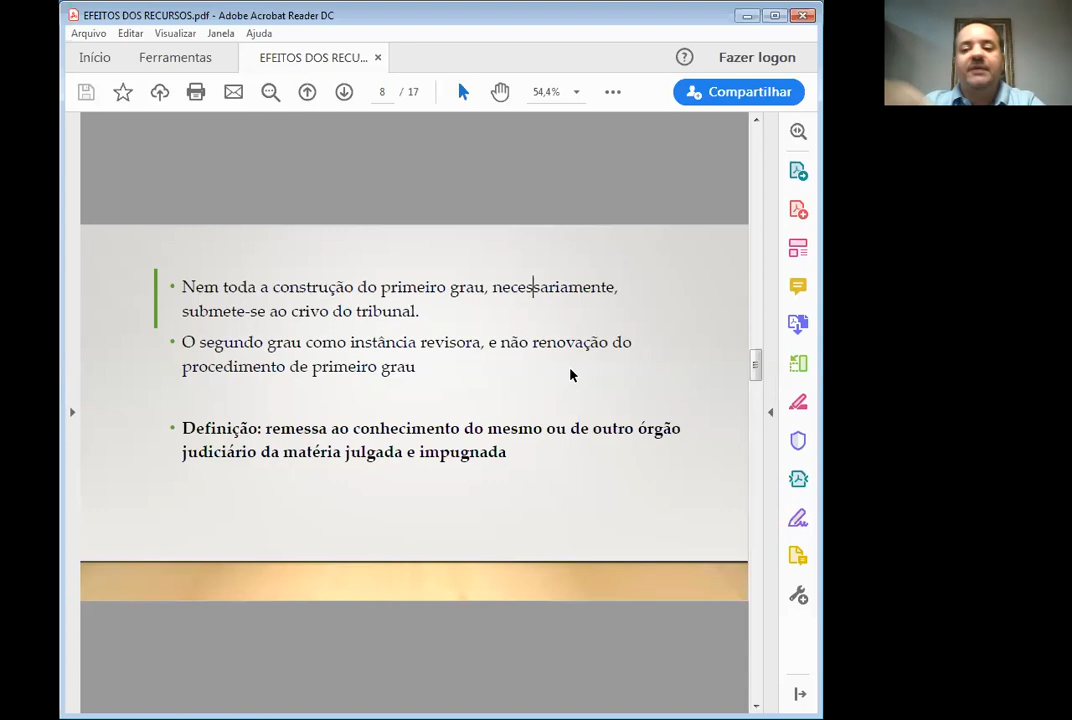 EFEITOS DOS RECURSOS.pdf - Adobe Acrobat Reader DC
Arquivo Editar Visualizar Janela Ajuda
Início Ferramentas EFEITOS DOS RECU... × Fazer logon
8 / 17 54,4% Compartilhar
• Nem toda a construção do primeiro grau, necessariamente,
submete-se ao crivo do tribunal.
• O segundo grau como instância revisora, e não renovação do
procedimento de primeiro grau
• Definição: remessa ao conhecimento do mesmo ou de outro órgão
judiciário da matéria julgada e impugnada